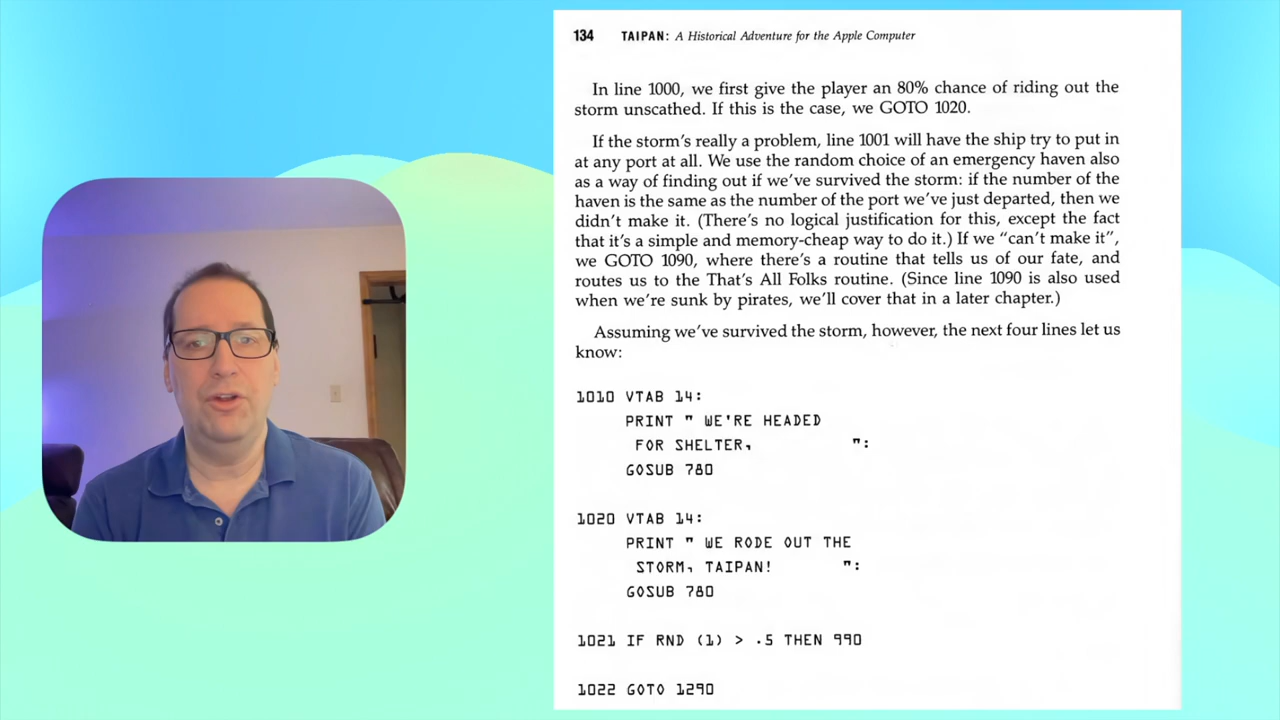 134 TAIPAN: A Historical Adventure for the Apple Computer
In line 1000, we first give the player an 80% chance of riding out the
storm unscathed. If this is the case, we GOTO 1020.
If the storm's really a problem, line 1001 will have the ship try to put in
at any port at all. We use the random choice of an emergency haven also
as a way of finding out if we've survived the storm: if the number of the
haven is the same as the number of the port we've just departed, then we
didn't make it. (There's no logical justification for this, except the fact
that it's a simple and memory-cheap way to do it.) If we “can't make it”,
we GOTO 1090, where there's a routine that tells us of our fate, and
routes us to the That's All Folks routine. (Since line 1090 is also used
when we're sunk by pirates, we'll cover that in a later chapter.)
Assuming we've survived the storm, however, the next four lines let us
know:
1010 VTAB 14:
PRINT " WE'RE HEADED
FOR SHELTER, ":
GOSUB 780
1020 VTAB 14:
PRINT " WE RODE OUT THE
STORM, TAIPAN! ":
GOSUB 780
1021 IF RND (1) > .5 THEN 990
1022 GOTO 1290